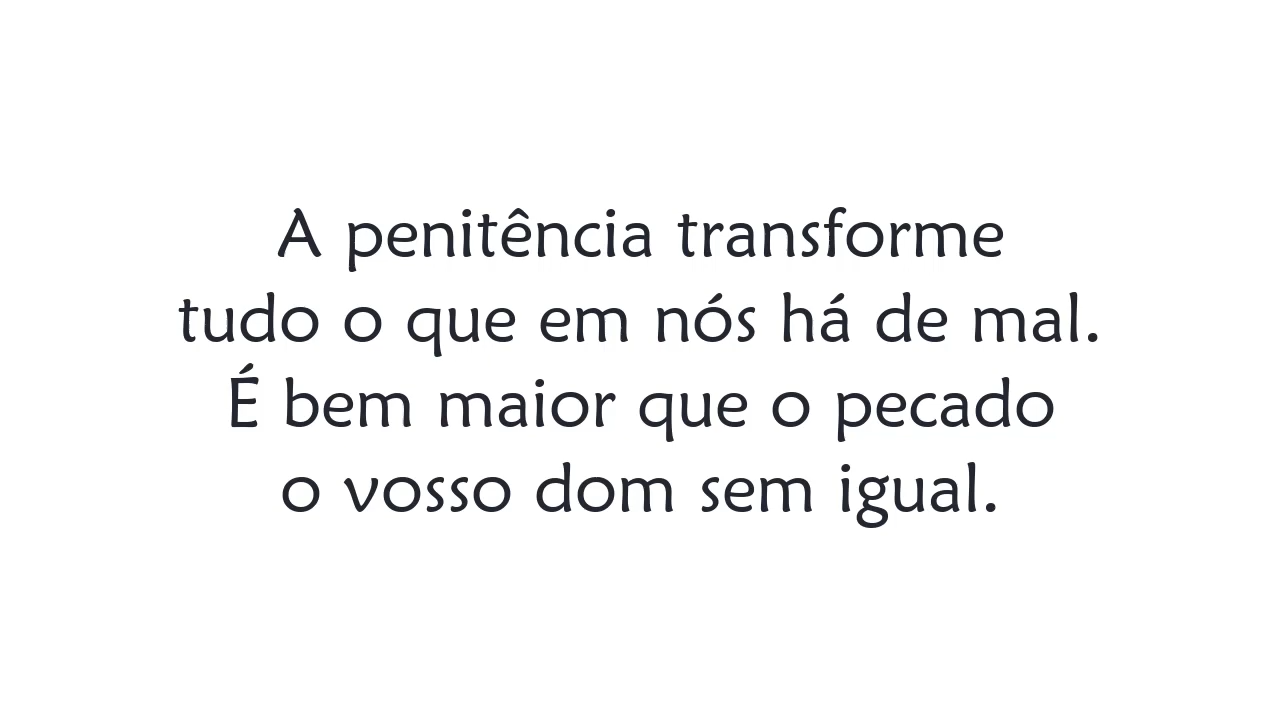 A penitência transforme
tudo o que em nós há de mal.
É bem maior que o pecado
o vosso dom sem igual.